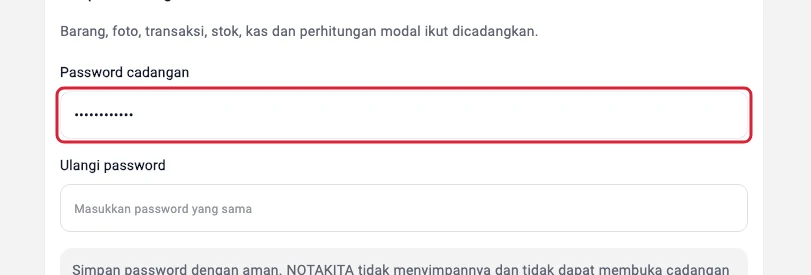 Barang, foto, transaksi, stok, kas dan perhitungan modal ikut dicadangkan.
Password cadangan
••••••••••••
Ulangi password
Masukkan password yang sama
Simpan password dengan aman. NOTAKITA tidak menyimpannya dan tidak dapat membuka cadangan